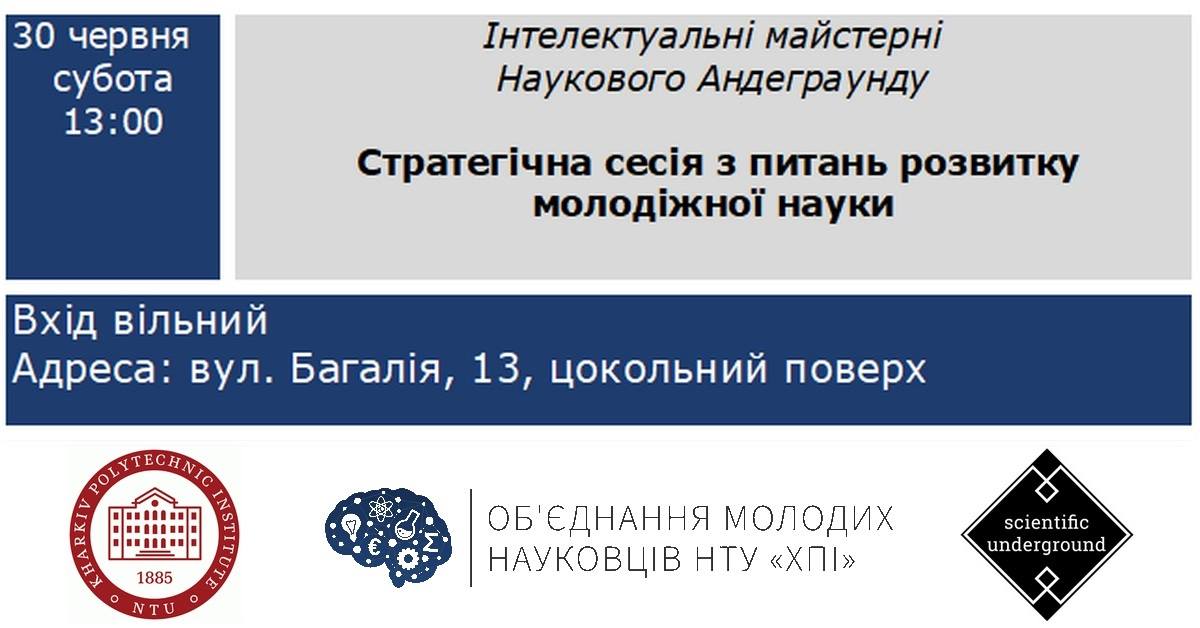 30 червня
субота
13:00
Інтелектуальні майстерні
Наукового Андеграунду
Стратегічна сесія з питань розвитку
молодіжної науки
Вхід вільний
Адреса: вул. Багалія, 13, цокольний поверх
KHARKIV POLYTECHNIC INSTITUTE
1885
NTU
ОБ'ЄДНАННЯ МОЛОДИХ
НАУКОВЦІВ НТУ «ХПІ»
scientific
underground